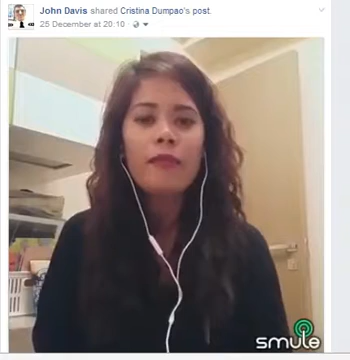 John Davis shared Cristina Dumpao's post.
25 December at 20:10
smule